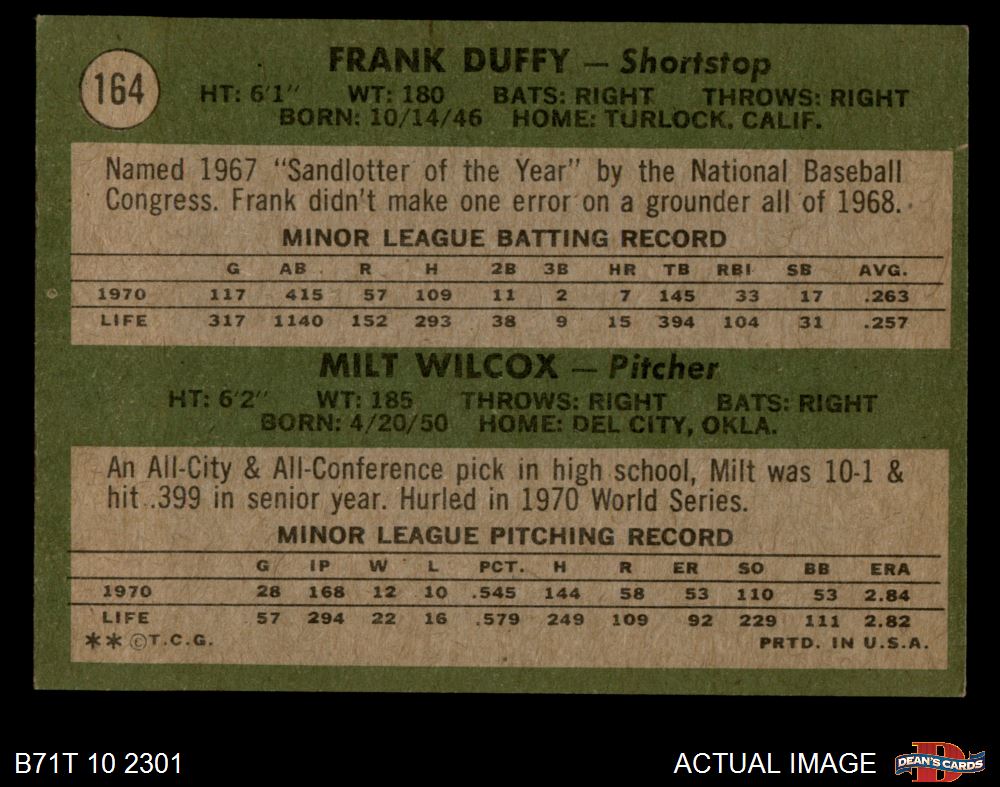 164
FRANK DUFFY — Shortstop
HT: 6'1" WT: 180 BATS: RIGHT THROWS: RIGHT
BORN: 10/14/46 HOME: TURLOCK, CALIF.
Named 1967 "Sandlotter of the Year" by the National Baseball
Congress. Frank didn't make one error on a grounder all of 1968.
MINOR LEAGUE BATTING RECORD
G AB R H 2B 3B HR TB RBI SB AVG.
1970 117 415 57 109 11 2 7 145 33 17 .263
LIFE 317 1140 152 293 38 9 15 394 104 31 .257
MILT WILCOX — Pitcher
HT: 6'2" WT: 185 THROWS: RIGHT BATS: RIGHT
BORN: 4/20/50 HOME: DEL CITY, OKLA.
An All-City & All-Conference pick in high school, Milt was 10-1 &
hit .399 in senior year. Hurled in 1970 World Series.
MINOR LEAGUE PITCHING RECORD
G IP W L PCT. H R ER SO BB ERA
1970 28 168 12 10 .545 144 58 53 110 53 2.84
LIFE 57 294 22 16 .579 249 109 92 229 111 2.82
** ©T.C.G. PRTD. IN U.S.A.
B71T 10 2301 ACTUAL IMAGE DEAN'S CARDS